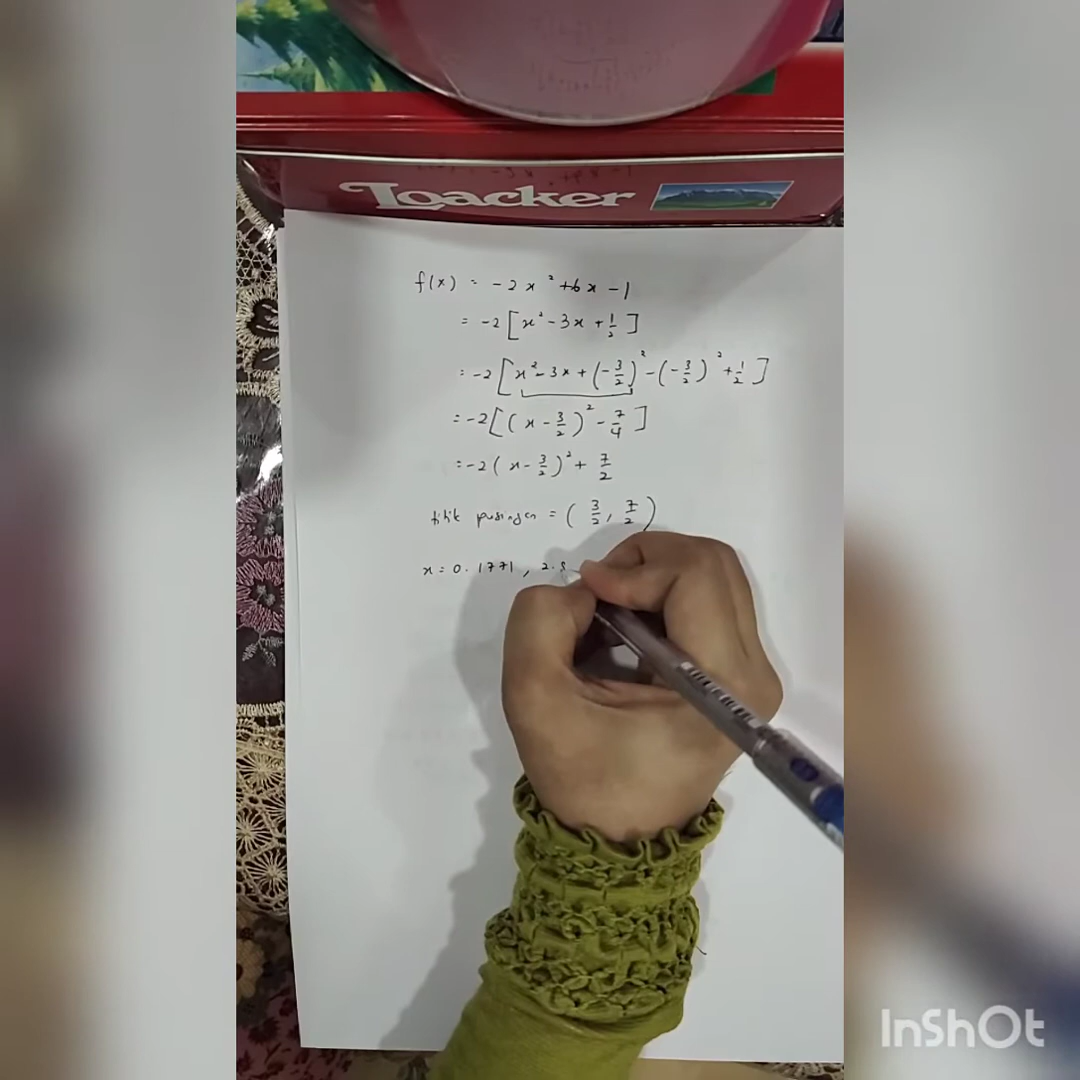 Loacker
f(x) = -2x² + 6x - 1
= -2[x² - 3x + 1/2]
= -2[x² - 3x + (-3/2)² - (-3/2)² + 1/2]
= -2[(x - 3/2)² - 7/4]
= -2(x - 3/2)² + 7/2
titik pusingan = (3/2, 7/2)
x = 0.1771, 2.8
InShOt